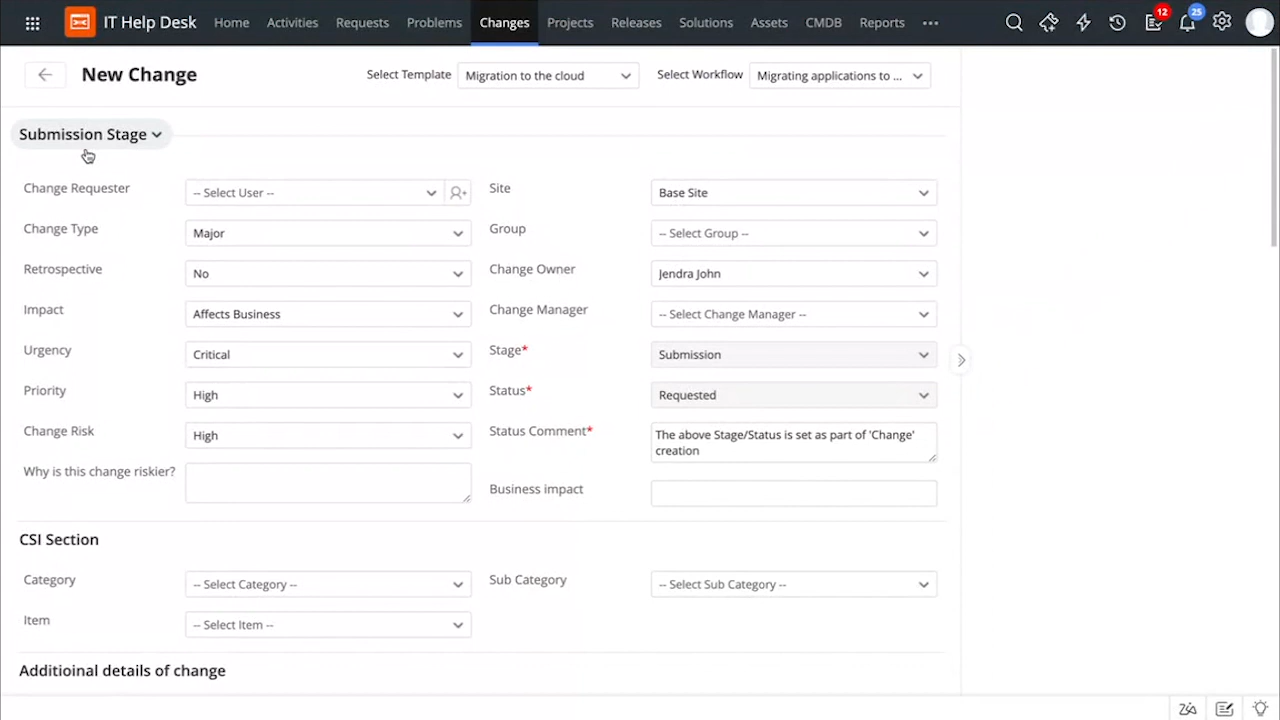 IT Help Desk Home Activities Requests Problems Changes Projects Releases Solutions Assets CMDB Reports 12 25
New Change Select Template Migration to the cloud Select Workflow Migrating applications to ...
Submission Stage
Change Requester -- Select User -- Site Base Site
Change Type Major Group -- Select Group --
Retrospective No Change Owner Jendra John
Impact Affects Business Change Manager -- Select Change Manager --
Urgency Critical Stage* Submission
Priority High Status* Requested
Change Risk High Status Comment* The above Stage/Status is set as part of 'Change'
creation
Why is this change riskier? Business impact
CSI Section
Category -- Select Category -- Sub Category -- Select Sub Category --
Item -- Select Item --
Additioinal details of change